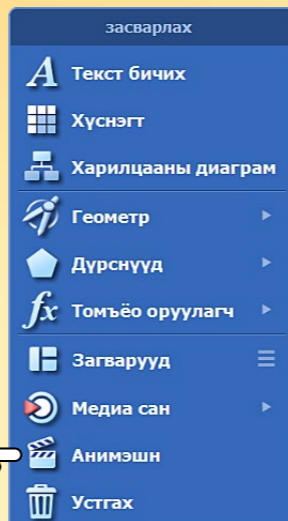 засварлах
Текст бичих
Хүснэгт
Харилцааны диаграм
Геометр
Дүрснүүд
Томъёо оруулагч
Загварууд
Медиа сан
Анимэшн
Устгах